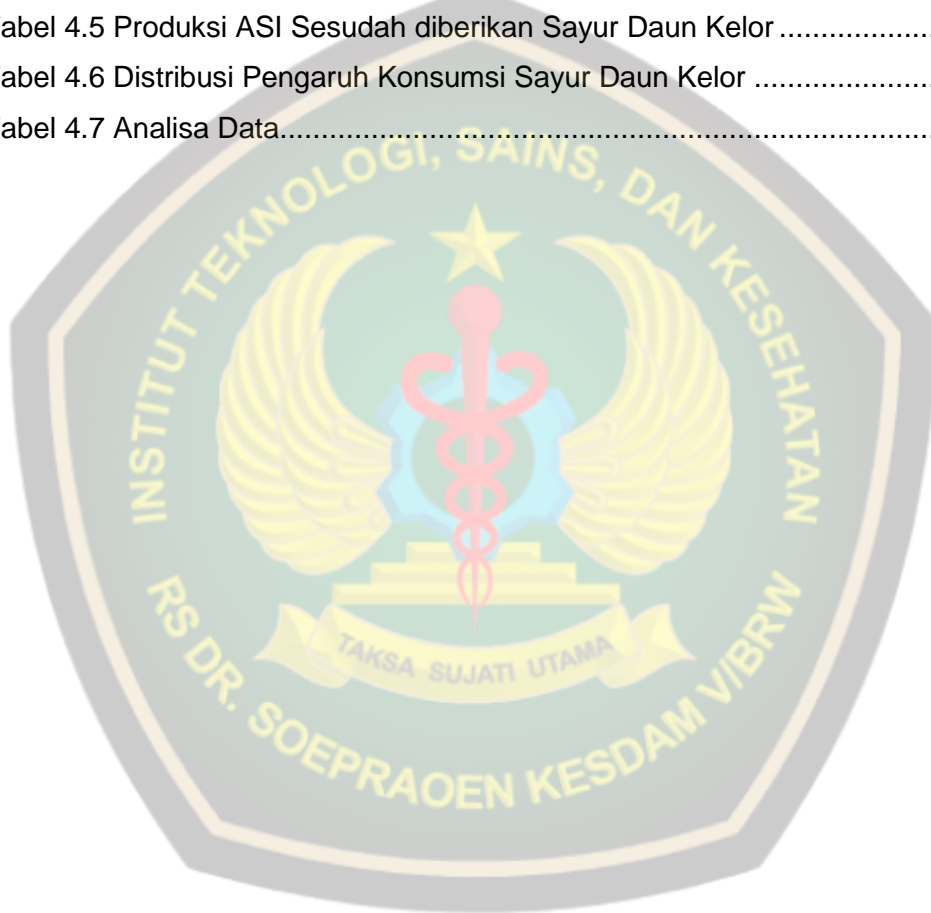 abel 4.5 Produksi ASI Sesudah diberikan Sayur Daun Kelor ..................
abel 4.6 Distribusi Pengaruh Konsumsi Sayur Daun Kelor .....................
abel 4.7 Analisa Data.................................................................................
INSTITUT TEKNOLOGI, SAINS, DAN KESEHATAN
TAKSA SUJATI UTAMA
RS DR. SOEPRAOEN KESDAM V/BRW